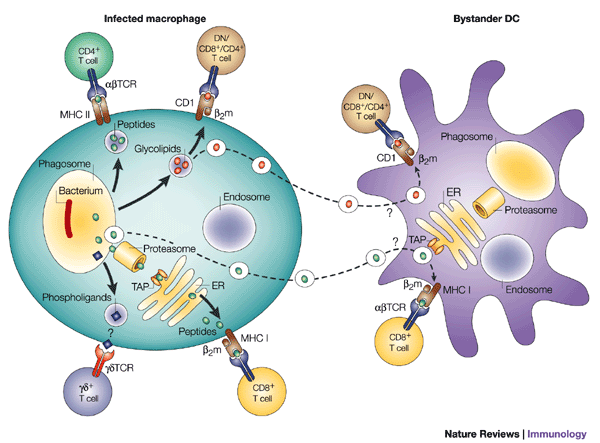 Infected macrophage
Bystander DC
CD4+
T cell
DN/
CD8+/CD4+
T cell
αβTCR
MHC II
CD1
β2m
Peptides
Glycolipids
Phagosome
Bacterium
Endosome
Proteasome
TAP
ER
Phospholigands
?
Peptides
MHC I
β2m
γδTCR
γδ+
T cell
CD8+
T cell
DN/
CD8+/CD4+
T cell
CD1
β2m
Phagosome
?
ER
Proteasome
?
TAP
β2m
MHC I
Endosome
αβTCR
CD8+
T cell
Nature Reviews | Immunology